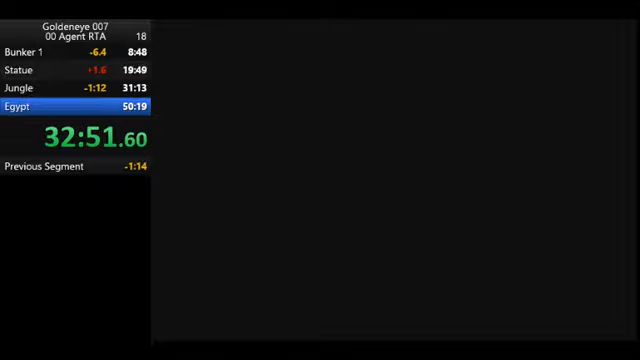 Goldeneye 007
00 Agent RTA 18
Bunker 1 -6.4 8:48
Statue +1.6 19:49
Jungle -1:12 31:13
Egypt 50:19
32:51.60
Previous Segment -1:14